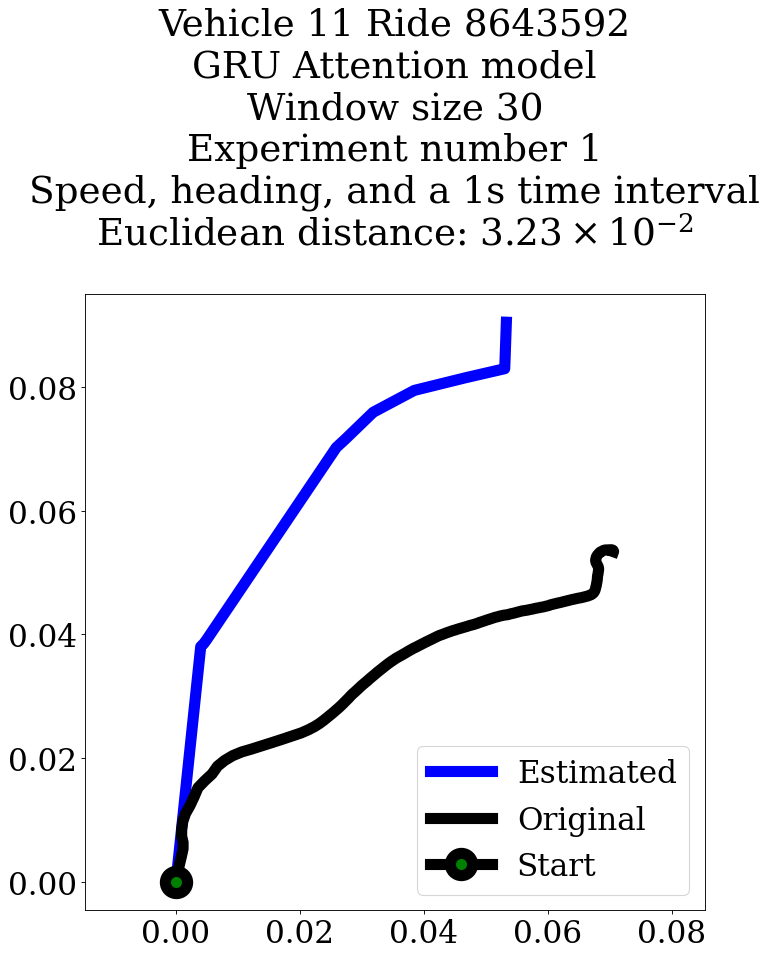 Vehicle 11 Ride 8643592
GRU Attention model
Window size 30
Experiment number 1
Speed, heading, and a 1s time interval
Euclidean distance: 3.23 × 10⁻²
0.08
0.06
0.04
0.02
0.00
Estimated
Original
Start
0.00 0.02 0.04 0.06 0.08